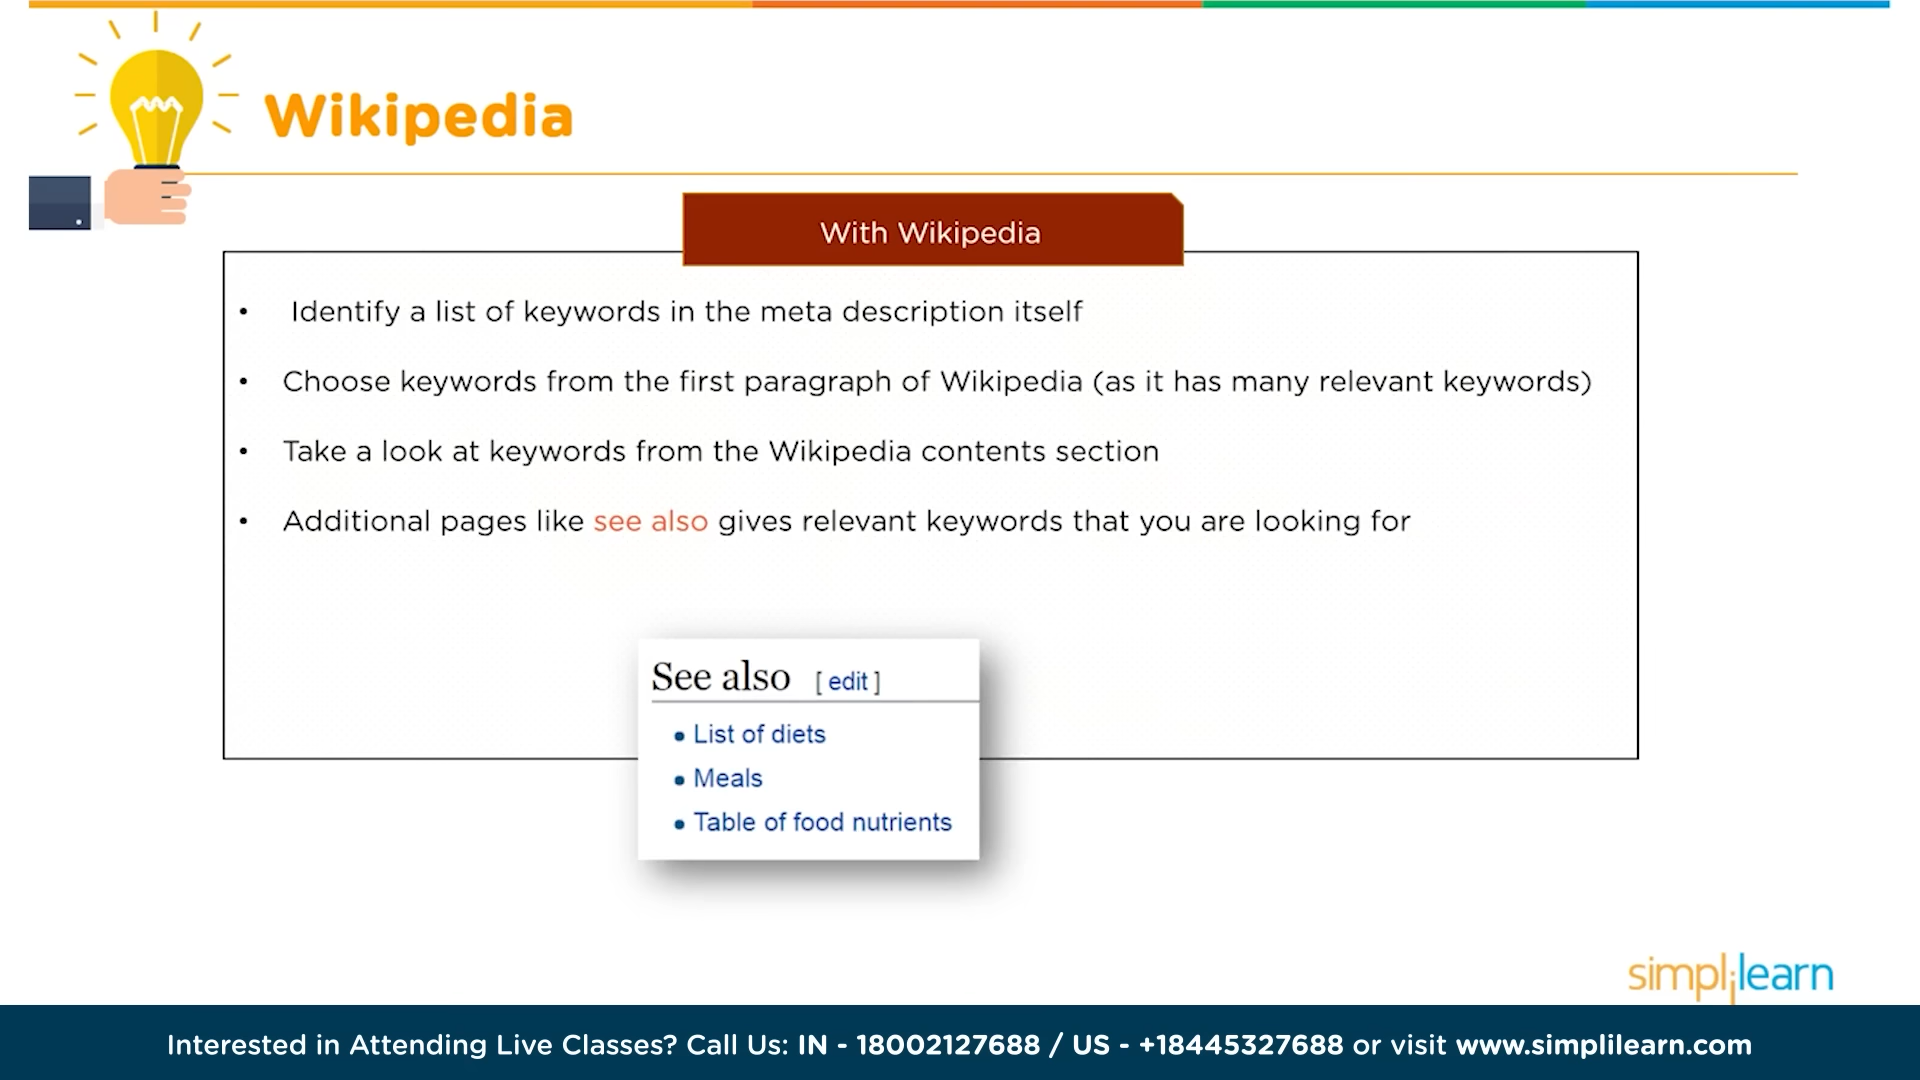 Wikipedia
With Wikipedia
• Identify a list of keywords in the meta description itself
• Choose keywords from the first paragraph of Wikipedia (as it has many relevant keywords)
• Take a look at keywords from the Wikipedia contents section
• Additional pages like see also gives relevant keywords that you are looking for
See also [ edit ]
• List of diets
• Meals
• Table of food nutrients
simplilearn
Interested in Attending Live Classes? Call Us: IN - 18002127688 / US - +18445327688 or visit www.simplilearn.com